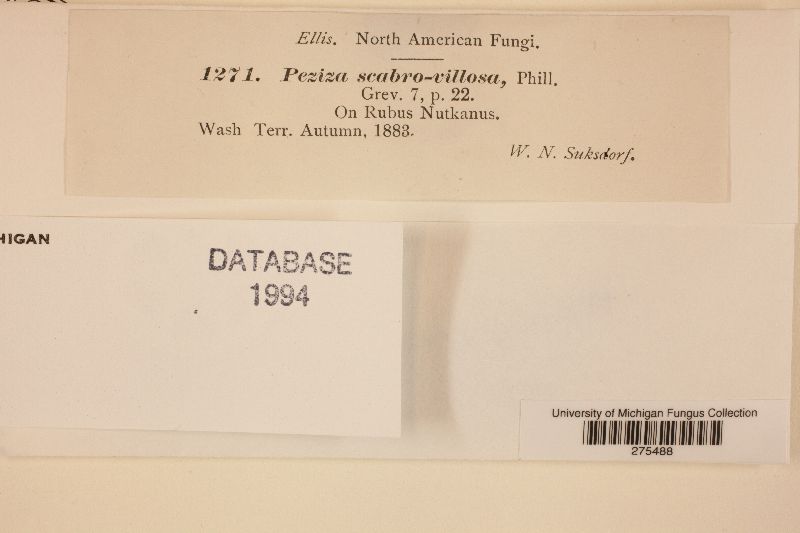 Ellis. North American Fungi.
1271. Peziza scabro-villosa, Phill.
Grev. 7, p. 22.
On Rubus Nutkanus.
Wash Terr. Autumn, 1883.
W. N. Suksdorf.
HIGAN
DATABASE
1994
University of Michigan Fungus Collection
275488